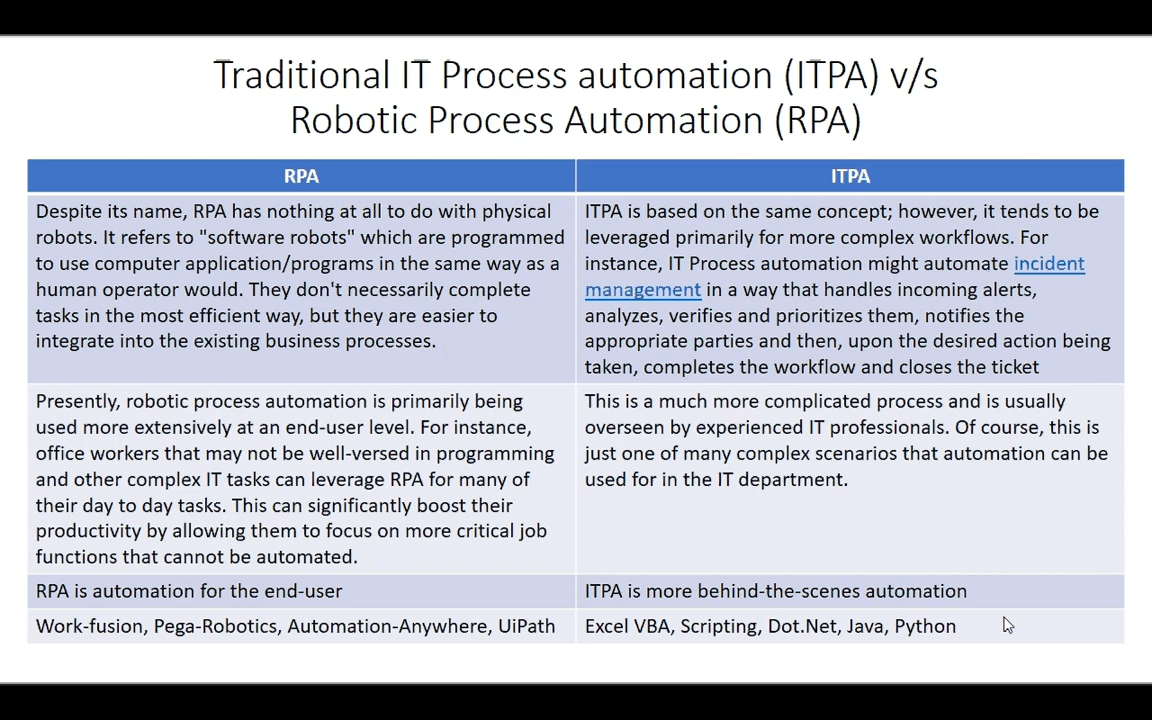 Traditional IT Process automation (ITPA) v/s
Robotic Process Automation (RPA)
RPA
ITPA
Despite its name, RPA has nothing at all to do with physical
robots. It refers to "software robots" which are programmed
to use computer application/programs in the same way as a
human operator would. They don't necessarily complete
tasks in the most efficient way, but they are easier to
integrate into the existing business processes.
ITPA is based on the same concept; however, it tends to be
leveraged primarily for more complex workflows. For
instance, IT Process automation might automate incident
management in a way that handles incoming alerts,
analyzes, verifies and prioritizes them, notifies the
appropriate parties and then, upon the desired action being
taken, completes the workflow and closes the ticket
Presently, robotic process automation is primarily being
used more extensively at an end-user level. For instance,
office workers that may not be well-versed in programming
and other complex IT tasks can leverage RPA for many of
their day to day tasks. This can significantly boost their
productivity by allowing them to focus on more critical job
functions that cannot be automated.
This is a much more complicated process and is usually
overseen by experienced IT professionals. Of course, this is
just one of many complex scenarios that automation can be
used for in the IT department.
RPA is automation for the end-user
ITPA is more behind-the-scenes automation
Work-fusion, Pega-Robotics, Automation-Anywhere, UiPath
Excel VBA, Scripting, Dot.Net, Java, Python